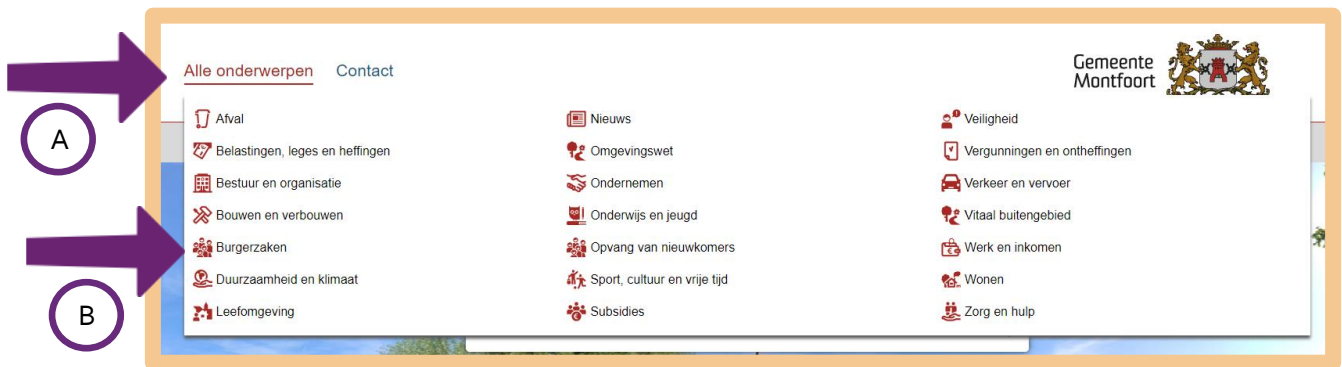 Alle onderwerpen Contact
Gemeente
Montfoort
A
Afval
Belastingen, leges en heffingen
Bestuur en organisatie
Bouwen en verbouwen
Burgerzaken
Duurzaamheid en klimaat
Leefomgeving
B
Nieuws
Omgevingswet
Ondernemen
Onderwijs en jeugd
Opvang van nieuwkomers
Sport, cultuur en vrije tijd
Subsidies
Veiligheid
Vergunningen en ontheffingen
Verkeer en vervoer
Vitaal buitengebied
Werk en inkomen
Wonen
Zorg en hulp